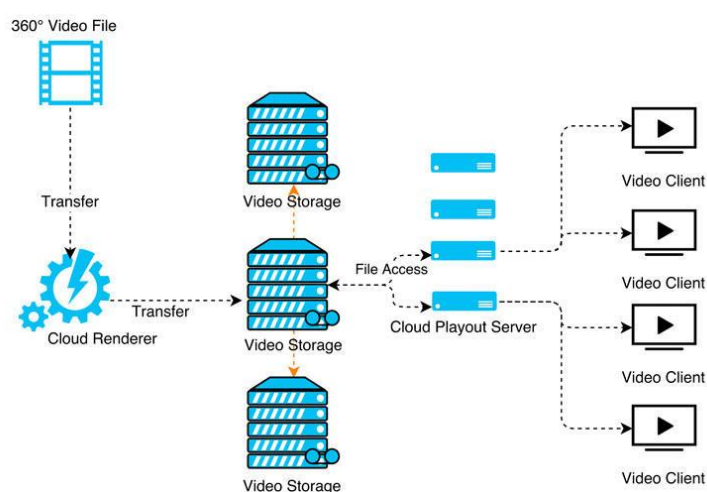 360° Video File
Transfer
Cloud Renderer
Transfer
Video Storage
Video Storage
Video Storage
File Access
Cloud Playout Server
Video Client
Video Client
Video Client
Video Client